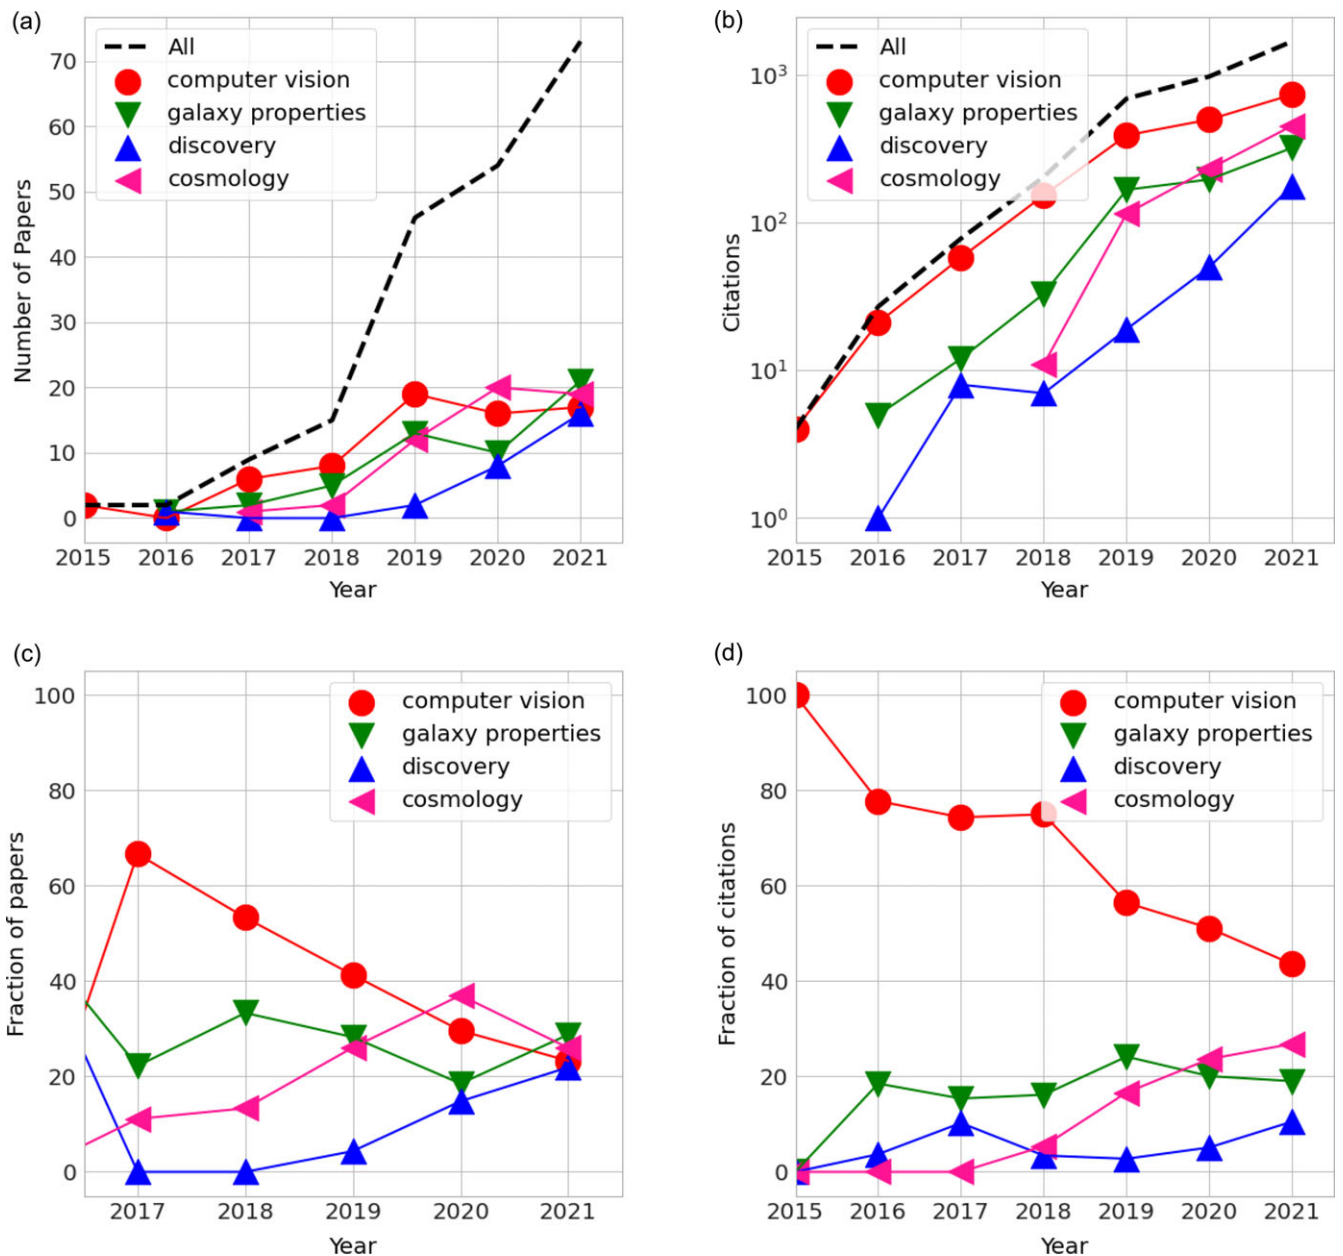 (a)
All
computer vision
galaxy properties
discovery
cosmology
70
60
50
40
30
20
10
0
Number of Papers
2015 2016 2017 2018 2019 2020 2021
Year
(b)
All
computer vision
galaxy properties
discovery
cosmology
10³
10²
10¹
10⁰
Citations
2015 2016 2017 2018 2019 2020 2021
Year
(c)
computer vision
galaxy properties
discovery
cosmology
100
80
60
40
20
0
Fraction of papers
2017 2018 2019 2020 2021
Year
(d)
computer vision
galaxy properties
discovery
cosmology
100
80
60
40
20
0
Fraction of citations
2015 2016 2017 2018 2019 2020 2021
Year